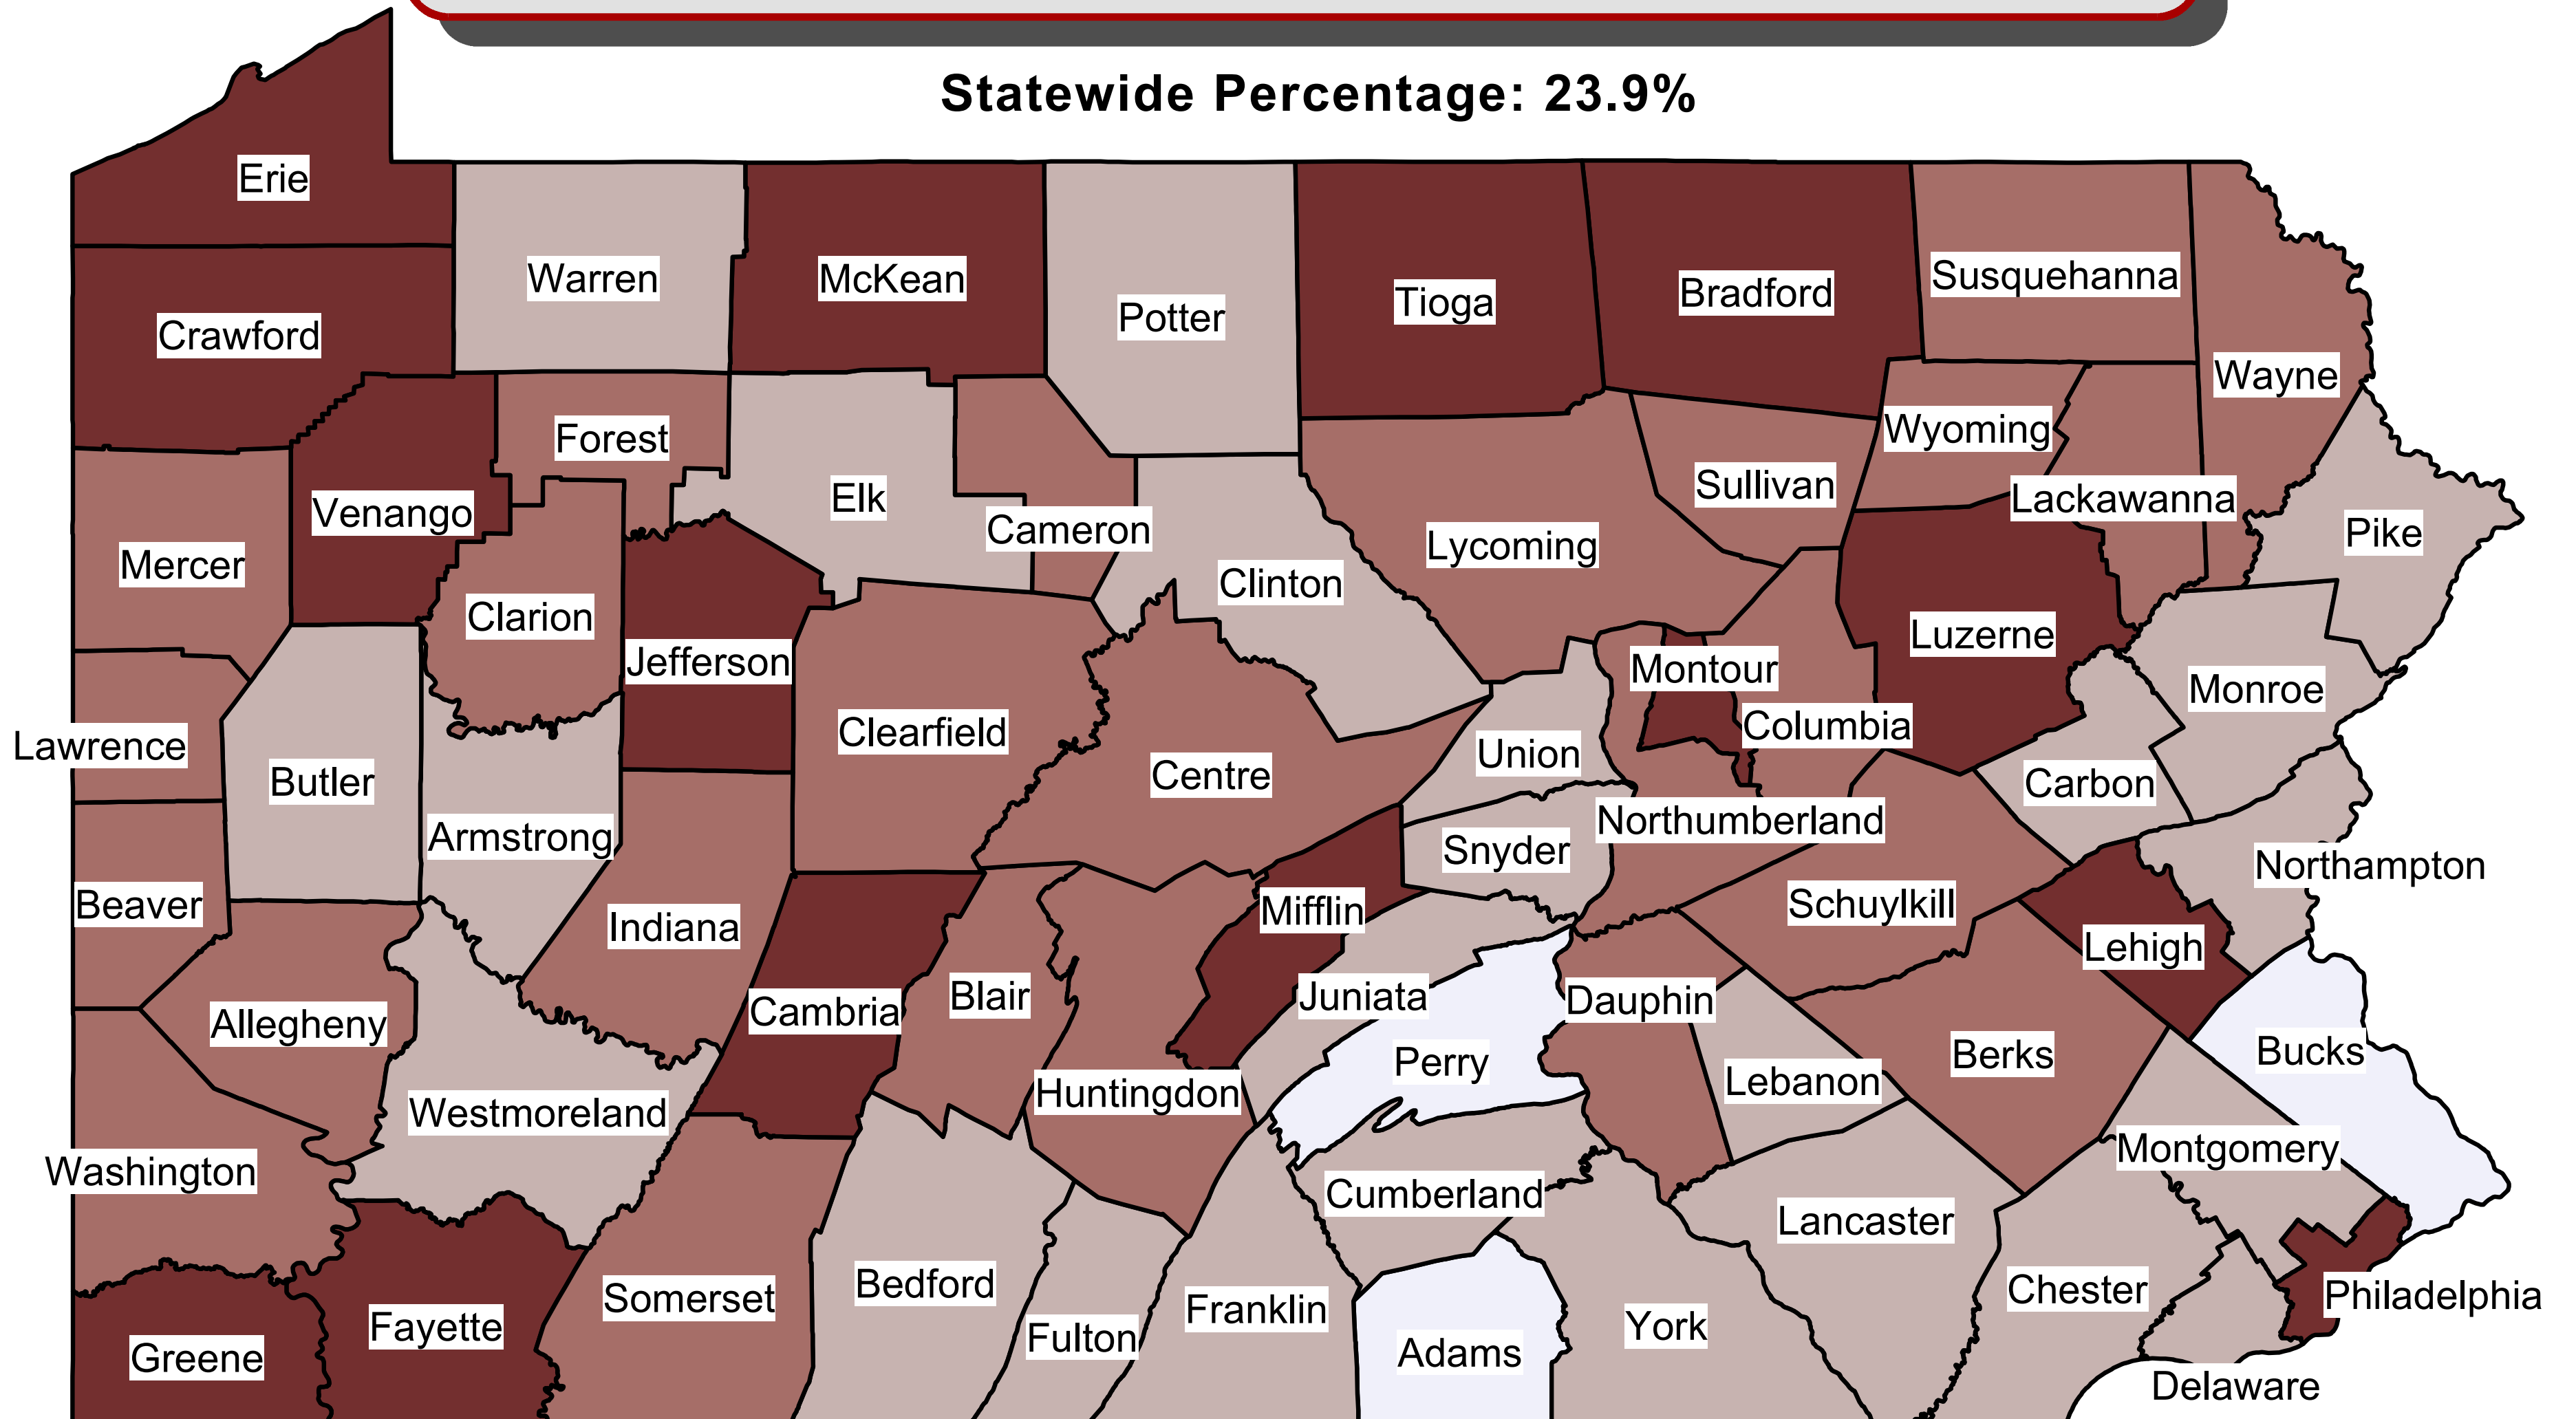 Statewide Percentage: 23.9%
Erie
Warren
McKean
Potter
Tioga
Bradford
Susquehanna
Wayne
Crawford
Forest
Elk
Cameron
Wyoming
Sullivan
Lackawanna
Pike
Venango
Mercer
Clarion
Jefferson
Clinton
Lycoming
Luzerne
Montour
Columbia
Monroe
Lawrence
Butler
Armstrong
Clearfield
Centre
Union
Snyder
Northumberland
Carbon
Northampton
Beaver
Indiana
Mifflin
Schuylkill
Lehigh
Allegheny
Cambria
Blair
Juniata
Dauphin
Perry
Huntingdon
Lebanon
Berks
Bucks
Westmoreland
Washington
Cumberland
Montgomery
Lancaster
Greene
Fayette
Somerset
Bedford
Fulton
Franklin
Adams
York
Chester
Philadelphia
Delaware